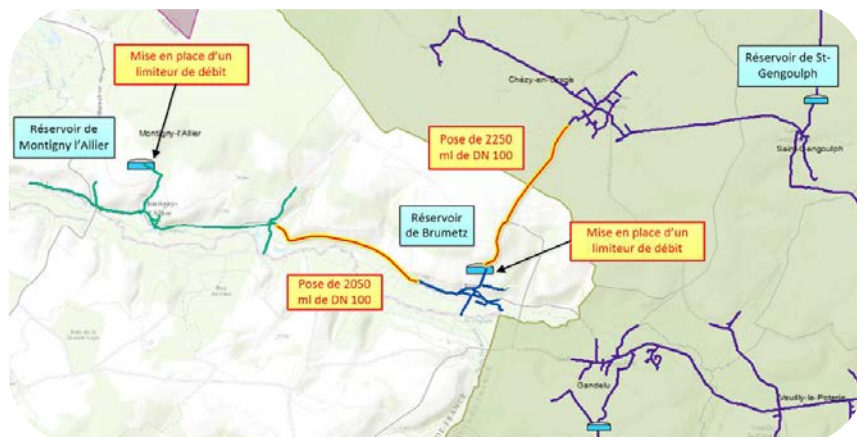 Mise en place d'un
limiteur de débit
Réservoir de St-
Gengoulph
Chézy-en-Orxois
Réservoir de
Montigny l'Allier
Montigny-l'Allier
Pose de 2250
ml de DN 100
Saint-Gengoulph
Réservoir
de Brumetz
Mise en place d'un
limiteur de débit
Pose de 2050
ml de DN 100
Gandelu
Veuilly-la-Poterie